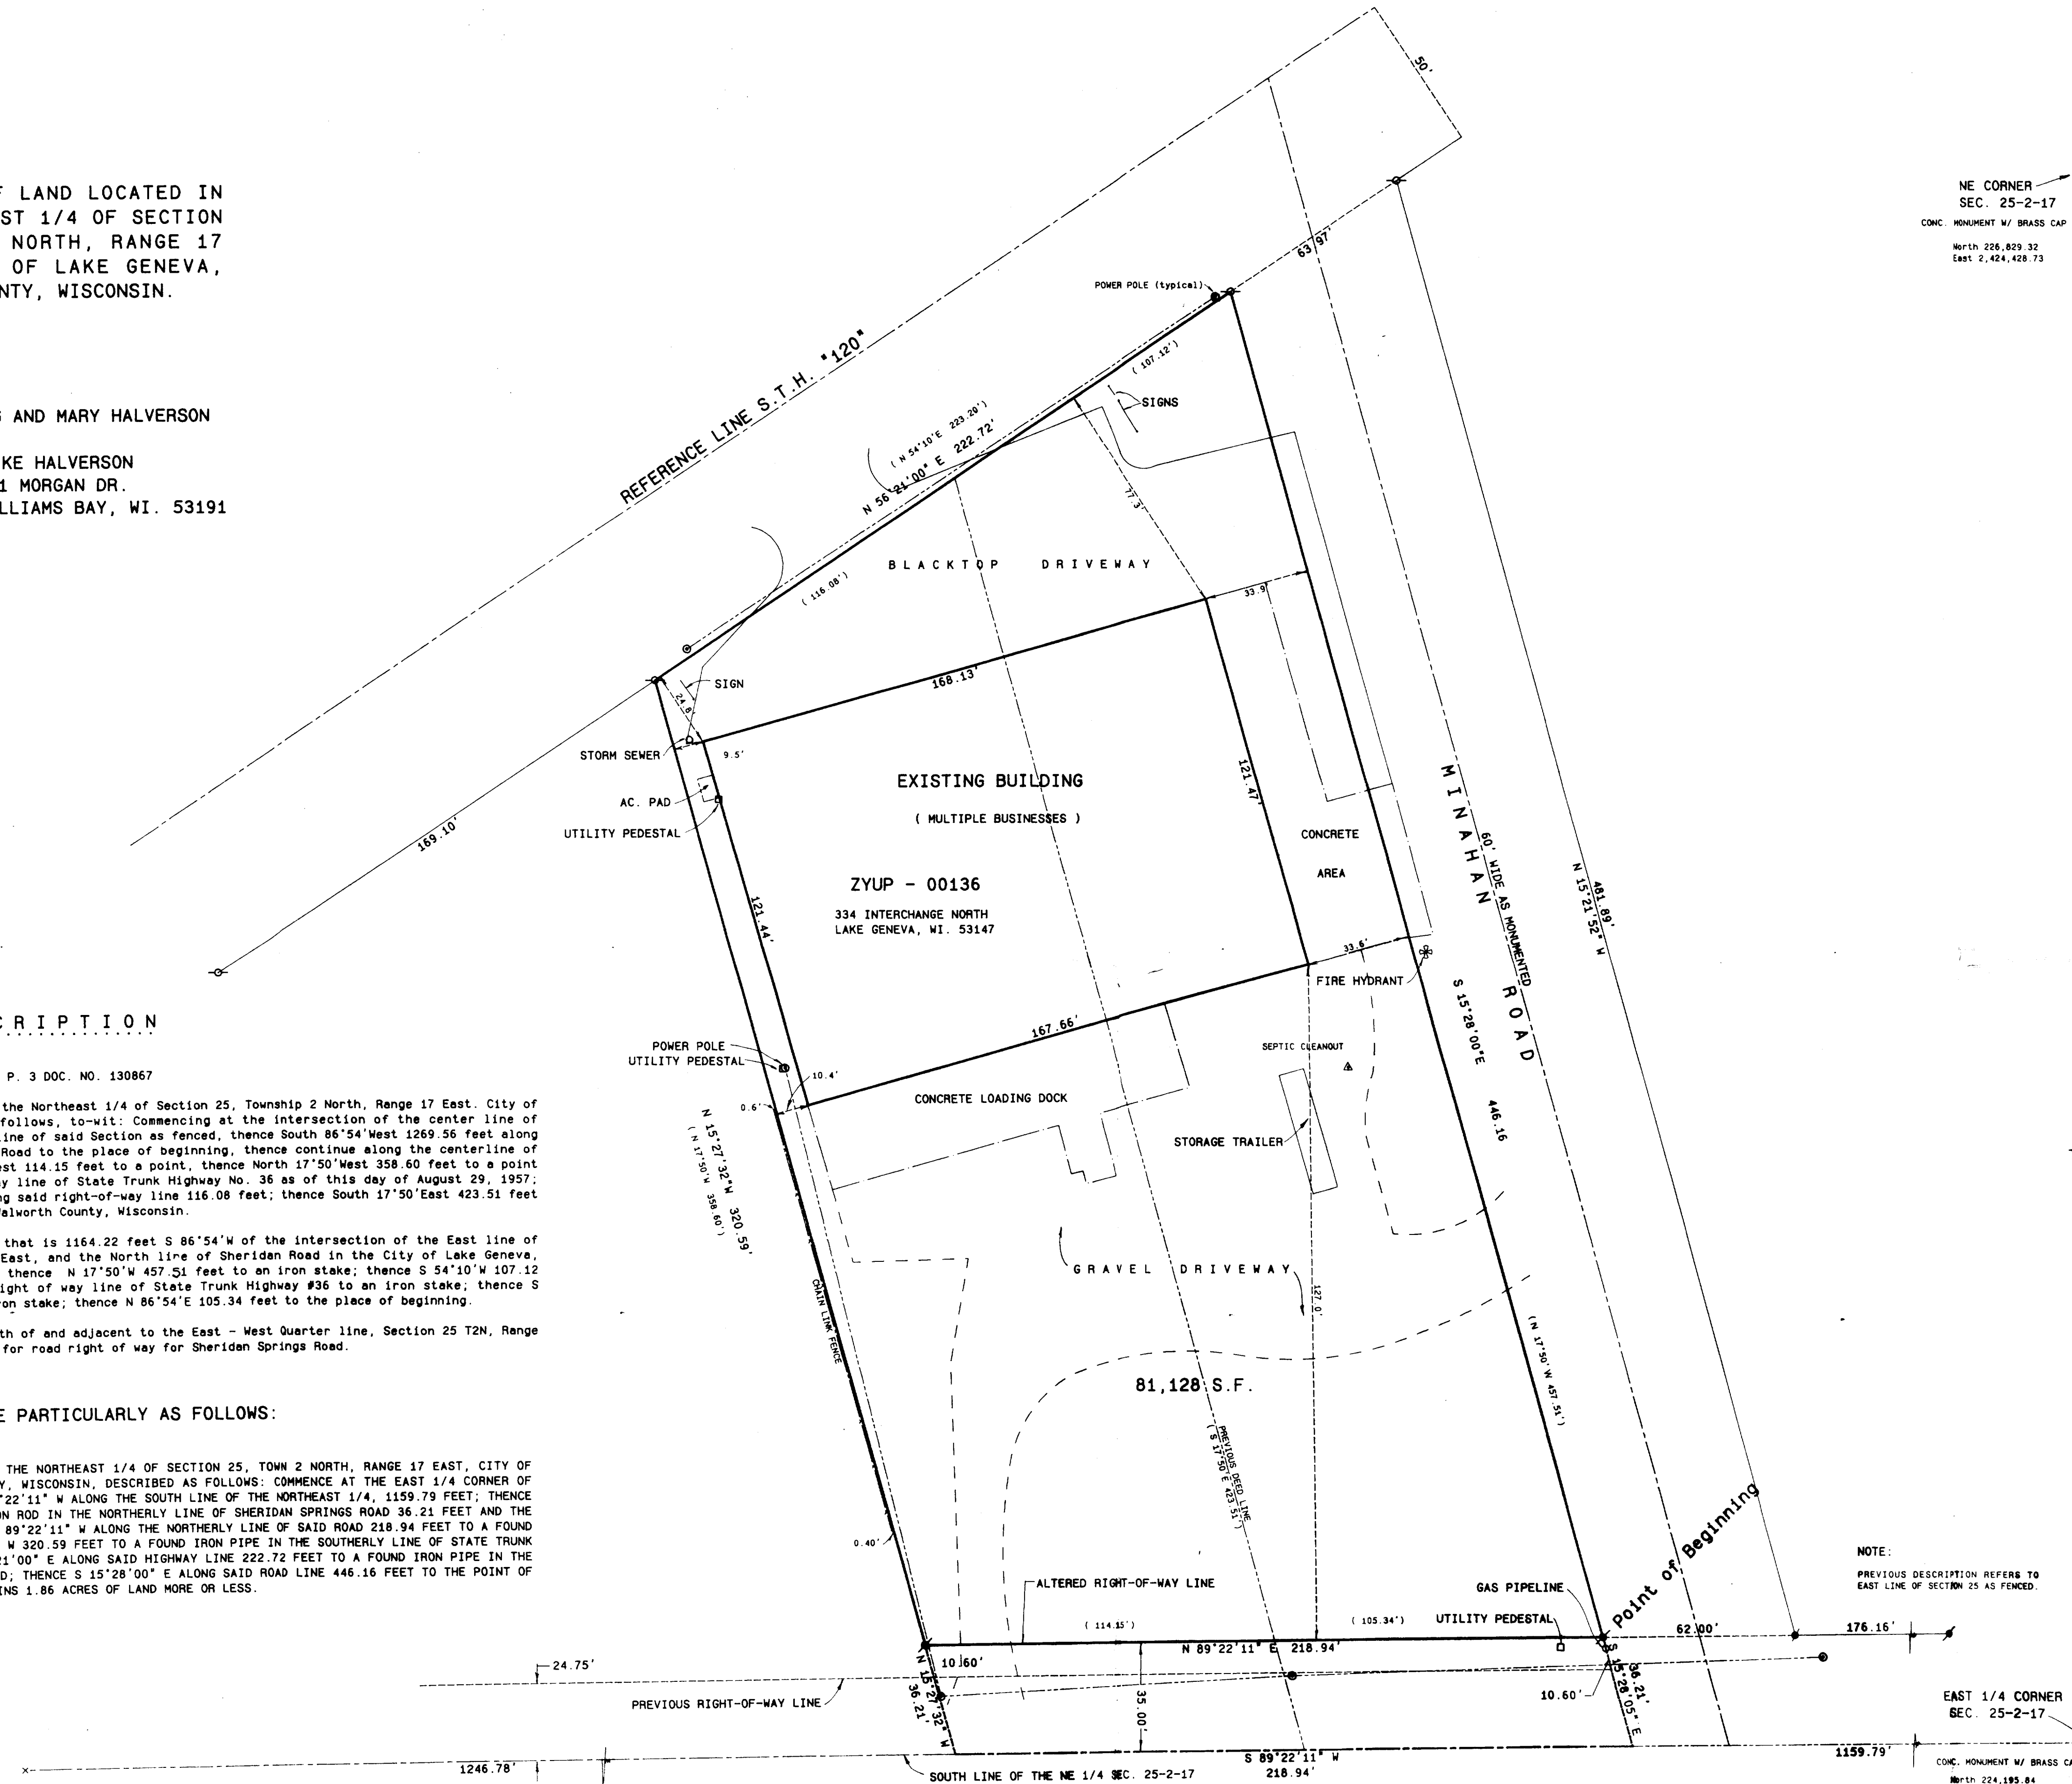 F LAND LOCATED IN
ST 1/4 OF SECTION
NORTH, RANGE 17
OF LAKE GENEVA,
NTY, WISCONSIN.
AND MARY HALVERSON
KE HALVERSON
1 MORGAN DR.
LLIAMS BAY, WI. 53191
NE CORNER
SEC. 25-2-17
CONC. MONUMENT W/ BRASS CAP
North 226,829.32
East 2,424,428.73
50'
63.97'
POWER POLE (typical)
REFERENCE LINE S.T.H. "120"
( 107.12')
SIGNS
( N 54°10'E 223.20')
N 56°21'00" E 222.72'
77.3'
BLACKTOP DRIVEWAY
( 116.08')
33.9'
168.13'
SIGN
24.8'
STORM SEWER
9.5'
AC. PAD
UTILITY PEDESTAL
169.10'
EXISTING BUILDING
( MULTIPLE BUSINESSES )
121.47'
CONCRETE
AREA
ZYUP - 00136
334 INTERCHANGE NORTH
LAKE GENEVA, WI. 53147
121.44'
MINAHAN ROAD
60' WIDE AS MONUMENTED
481.89'
N 15°21'52" W
33.6'
FIRE HYDRANT
S 15°28'00"E
446.16
167.66'
SEPTIC CLEANOUT
POWER POLE
UTILITY PEDESTAL
10.4'
0.6'
CONCRETE LOADING DOCK
STORAGE TRAILER
N 15°27'32"W 320.59'
( N 17°50'W 358.60')
GRAVEL DRIVEWAY
CHAIN LINK FENCE
127.0'
(N 17°50' W 457.51')
81,128 S.F.
PREVIOUS DEED LINE
( S 17°50'E 423.51')
0.40'
CRIPTION
P. 3 DOC. NO. 130867
the Northeast 1/4 of Section 25, Township 2 North, Range 17 East. City of
follows, to-wit: Commencing at the intersection of the center line of
line of said Section as fenced, thence South 86°54'West 1269.56 feet along
Road to the place of beginning, thence continue along the centerline of
est 114.15 feet to a point, thence North 17°50'West 358.60 feet to a point
y line of State Trunk Highway No. 36 as of this day of August 29, 1957;
ng said right-of-way line 116.08 feet; thence South 17°50'East 423.51 feet
Walworth County, Wisconsin.
that is 1164.22 feet S 86°54'W of the intersection of the East line of
East, and the North line of Sheridan Road in the City of Lake Geneva,
thence N 17°50'W 457.51 feet to an iron stake; thence S 54°10'W 107.12
ight of way line of State Trunk Highway #36 to an iron stake; thence S
on stake; thence N 86°54'E 105.34 feet to the place of beginning.
th of and adjacent to the East - West Quarter line, Section 25 T2N, Range
for road right of way for Sheridan Springs Road.
E PARTICULARLY AS FOLLOWS:
THE NORTHEAST 1/4 OF SECTION 25, TOWN 2 NORTH, RANGE 17 EAST, CITY OF
Y, WISCONSIN, DESCRIBED AS FOLLOWS: COMMENCE AT THE EAST 1/4 CORNER OF
°22'11" W ALONG THE SOUTH LINE OF THE NORTHEAST 1/4, 1159.79 FEET; THENCE
ON ROD IN THE NORTHERLY LINE OF SHERIDAN SPRINGS ROAD 36.21 FEET AND THE
89°22'11" W ALONG THE NORTHERLY LINE OF SAID ROAD 218.94 FEET TO A FOUND
W 320.59 FEET TO A FOUND IRON PIPE IN THE SOUTHERLY LINE OF STATE TRUNK
21'00" E ALONG SAID HIGHWAY LINE 222.72 FEET TO A FOUND IRON PIPE IN THE
D; THENCE S 15°28'00" E ALONG SAID ROAD LINE 446.16 FEET TO THE POINT OF
INS 1.86 ACRES OF LAND MORE OR LESS.
ALTERED RIGHT-OF-WAY LINE
GAS PIPELINE
UTILITY PEDESTAL
Point of Beginning
NOTE:
PREVIOUS DESCRIPTION REFERS TO
EAST LINE OF SECTION 25 AS FENCED.
( 114.15')
( 105.34')
N 89°22'11" E 218.94'
62.00'
176.16'
24.75'
10.60'
PREVIOUS RIGHT-OF-WAY LINE
N 15°27'32" W
36.21'
35.00'
10.60'
36.21'
S 15°28'05" E
EAST 1/4 CORNER
SEC. 25-2-17
1246.78'
S 89°22'11" W
218.94'
1159.79'
SOUTH LINE OF THE NE 1/4 SEC. 25-2-17
CONC. MONUMENT W/ BRASS CA
North 224,195.84